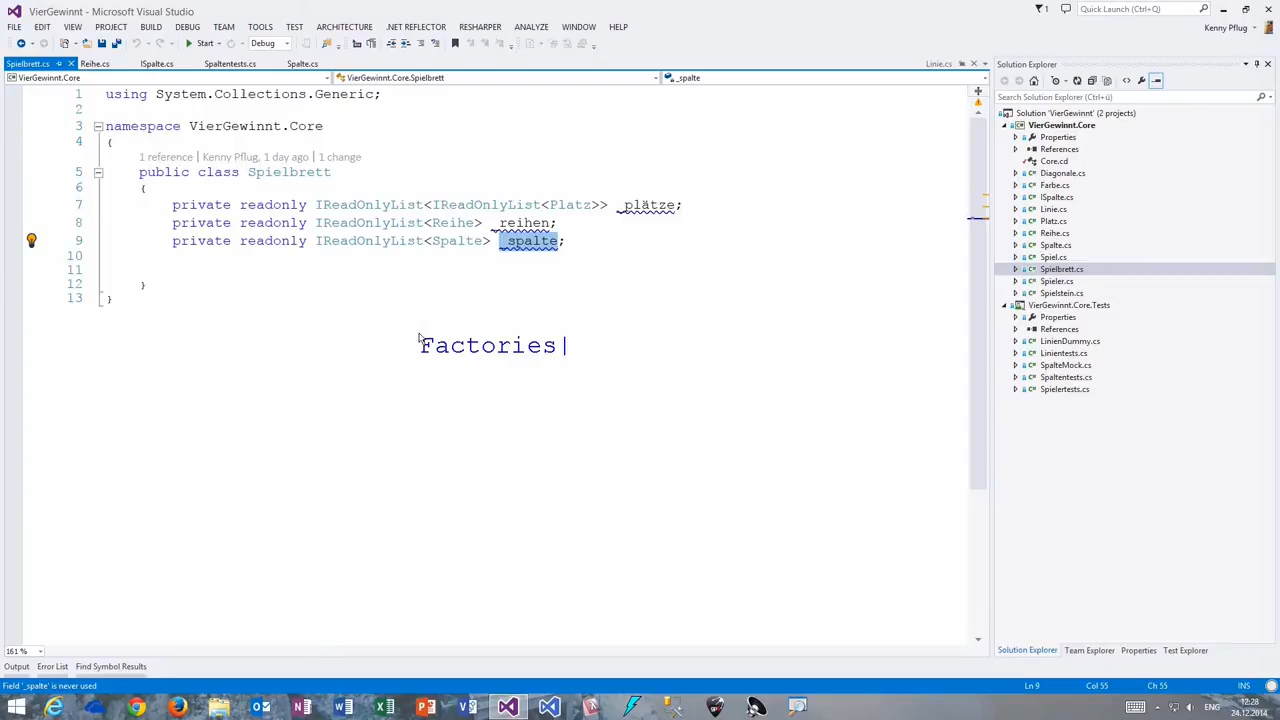 VierGewinnt - Microsoft Visual Studio
1
Quick Launch (Ctrl+Q)
FILE EDIT VIEW PROJECT BUILD DEBUG TEAM TOOLS TEST ARCHITECTURE .NET REFLECTOR RESHARPER ANALYZE WINDOW HELP
Kenny Pflug
Start
Debug
Spielbrett.cs
Reihe.cs
ISpalte.cs
Spaltentests.cs
Spalte.cs
Linie.cs
VierGewinnt.Core
VierGewinnt.Core.Spielbrett
_spalte
1 using System.Collections.Generic;
2
3 namespace VierGewinnt.Core
4 {
1 reference | Kenny Pflug, 1 day ago | 1 change
5 public class Spielbrett
6 {
7 private readonly IReadOnlyList<IReadOnlyList<Platz>> _plätze;
8 private readonly IReadOnlyList<Reihe> _reihen;
9 private readonly IReadOnlyList<Spalte> _spalte;
10
11
12 }
13 }
Factories|
161 %
Output Error List Find Symbol Results
Field '_spalte' is never used
Solution Explorer
Search Solution Explorer (Ctrl+ü)
Solution 'VierGewinnt' (2 projects)
VierGewinnt.Core
Properties
References
Core.cd
Diagonale.cs
Farbe.cs
ISpalte.cs
Linie.cs
Platz.cs
Reihe.cs
Spalte.cs
Spiel.cs
Spielbrett.cs
Spieler.cs
Spielstein.cs
VierGewinnt.Core.Tests
Properties
References
LinienDummy.cs
Linientests.cs
SpalteMock.cs
Spaltentests.cs
Spielertests.cs
Solution Explorer Team Explorer Properties Test Explorer
Ln 9 Col 55 Ch 55 INS
ENG
12:28
24.12.2014